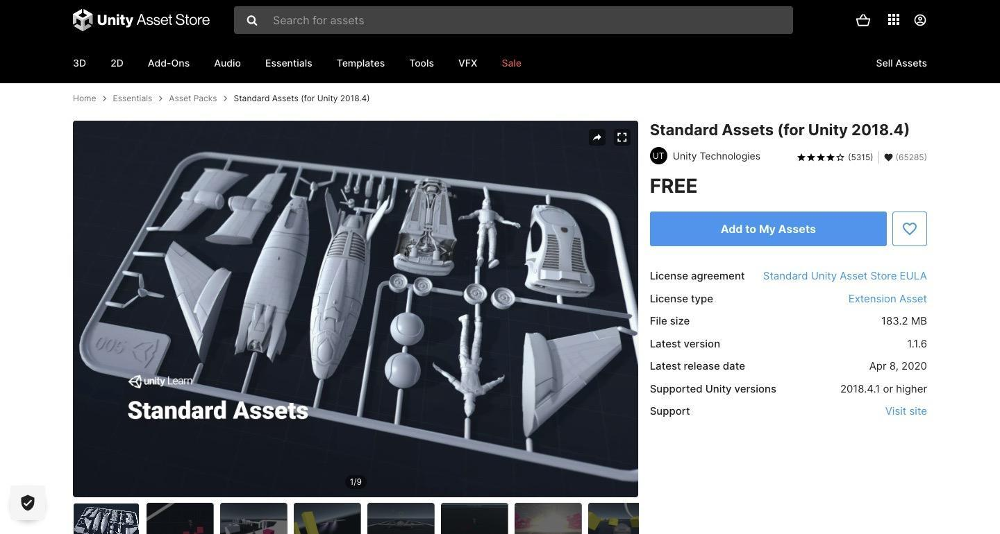 Unity Asset Store
Search for assets
3D 2D Add-Ons Audio Essentials Templates Tools VFX Sale Sell Assets
Home > Essentials > Asset Packs > Standard Assets (for Unity 2018.4)
005
unity Learn
Standard Assets
1/9
Standard Assets (for Unity 2018.4)
UT Unity Technologies (5315) (65285)
FREE
Add to My Assets
License agreement Standard Unity Asset Store EULA
License type Extension Asset
File size 183.2 MB
Latest version 1.1.6
Latest release date Apr 8, 2020
Supported Unity versions 2018.4.1 or higher
Support Visit site